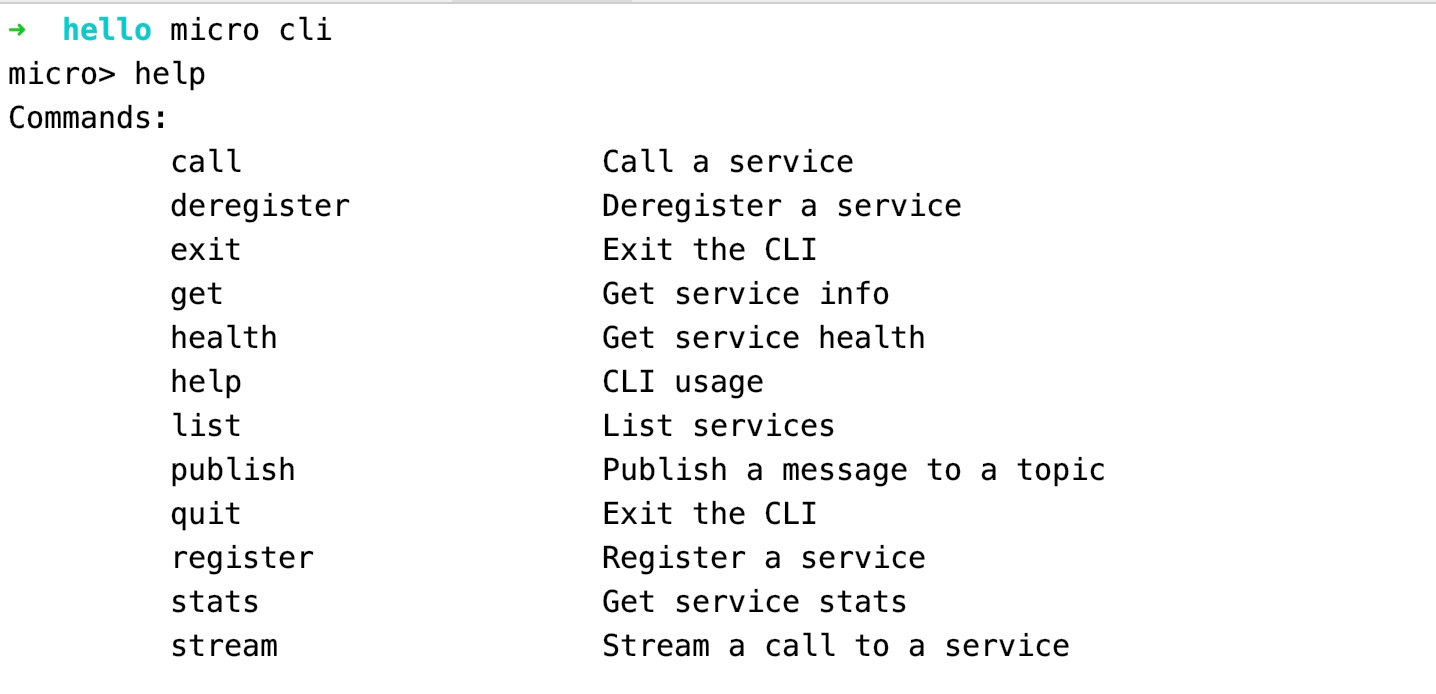 → hello micro cli
micro> help
Commands:
call Call a service
deregister Deregister a service
exit Exit the CLI
get Get service info
health Get service health
help CLI usage
list List services
publish Publish a message to a topic
quit Exit the CLI
register Register a service
stats Get service stats
stream Stream a call to a service